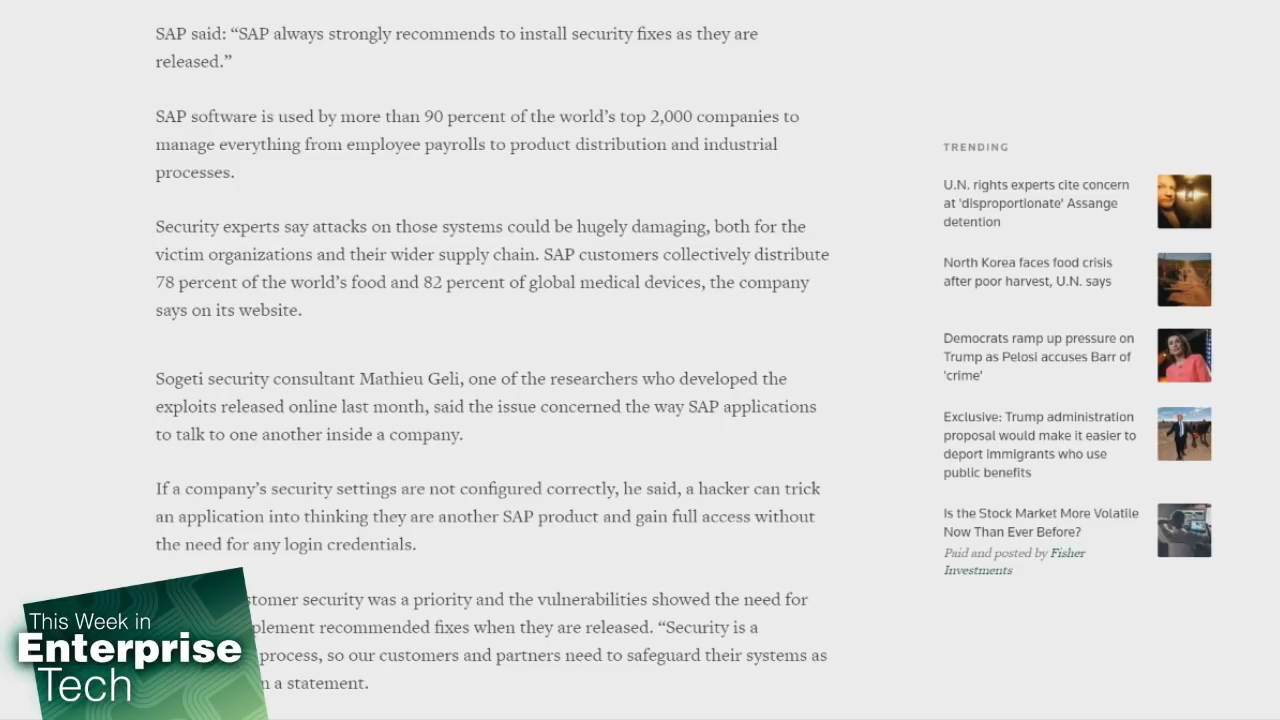 SAP said: “SAP always strongly recommends to install security fixes as they are
released.”
SAP software is used by more than 90 percent of the world’s top 2,000 companies to
manage everything from employee payrolls to product distribution and industrial
processes.
Security experts say attacks on those systems could be hugely damaging, both for the
victim organizations and their wider supply chain. SAP customers collectively distribute
78 percent of the world’s food and 82 percent of global medical devices, the company
says on its website.
Sogeti security consultant Mathieu Geli, one of the researchers who developed the
exploits released online last month, said the issue concerned the way SAP applications
to talk to one another inside a company.
If a company’s security settings are not configured correctly, he said, a hacker can trick
an application into thinking they are another SAP product and gain full access without
the need for any login credentials.
security was a priority and the vulnerabilities showed the need for
recommended fixes when they are released. “Security is a
process, so our customers and partners need to safeguard their systems as
a statement.
TRENDING
U.N. rights experts cite concern
at 'disproportionate' Assange
detention
North Korea faces food crisis
after poor harvest, U.N. says
Democrats ramp up pressure on
Trump as Pelosi accuses Barr of
'crime'
Exclusive: Trump administration
proposal would make it easier to
deport immigrants who use
public benefits
Is the Stock Market More Volatile
Now Than Ever Before?
Paid and posted by Fisher
Investments
This Week in
Enterprise
Tech